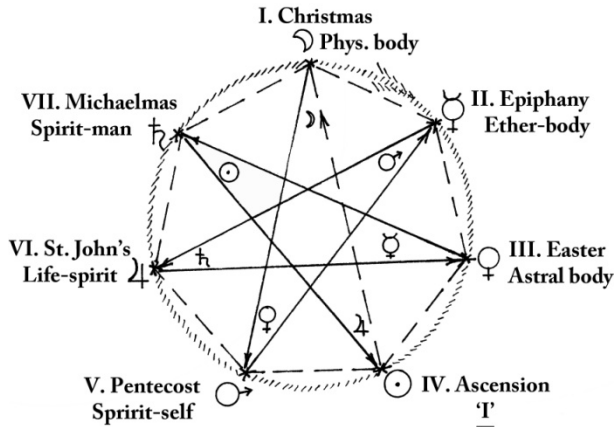 I. Christmas
☽ Phys. body
II. Epiphany
Ether-body
☿
III. Easter
Astral body
♀
IV. Ascension
'I'
☉
V. Pentecost
Spririt-self
♂
VI. St. John's
Life-spirit ♃
VII. Michaelmas
Spirit-man
♄
☽
♂
☉
☿
♄
♀
♃